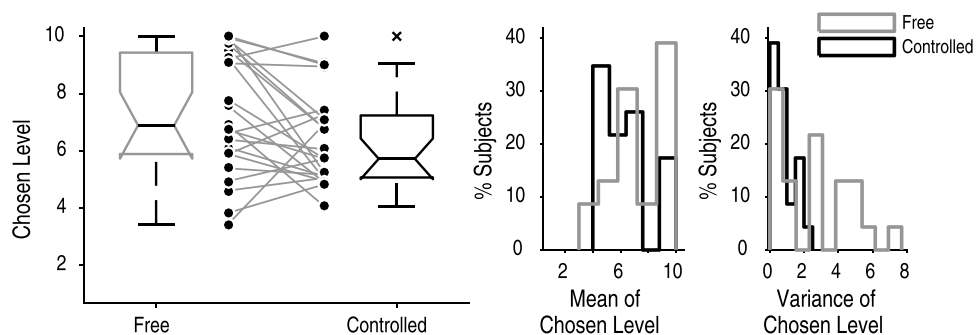 10
8
6
4
2
Chosen Level
Free
Controlled
40
30
20
10
0
% Subjects
2
6
10
Mean of
Chosen Level
40
30
20
10
0
% Subjects
0
2
4
6
8
Variance of
Chosen Level
Free
Controlled